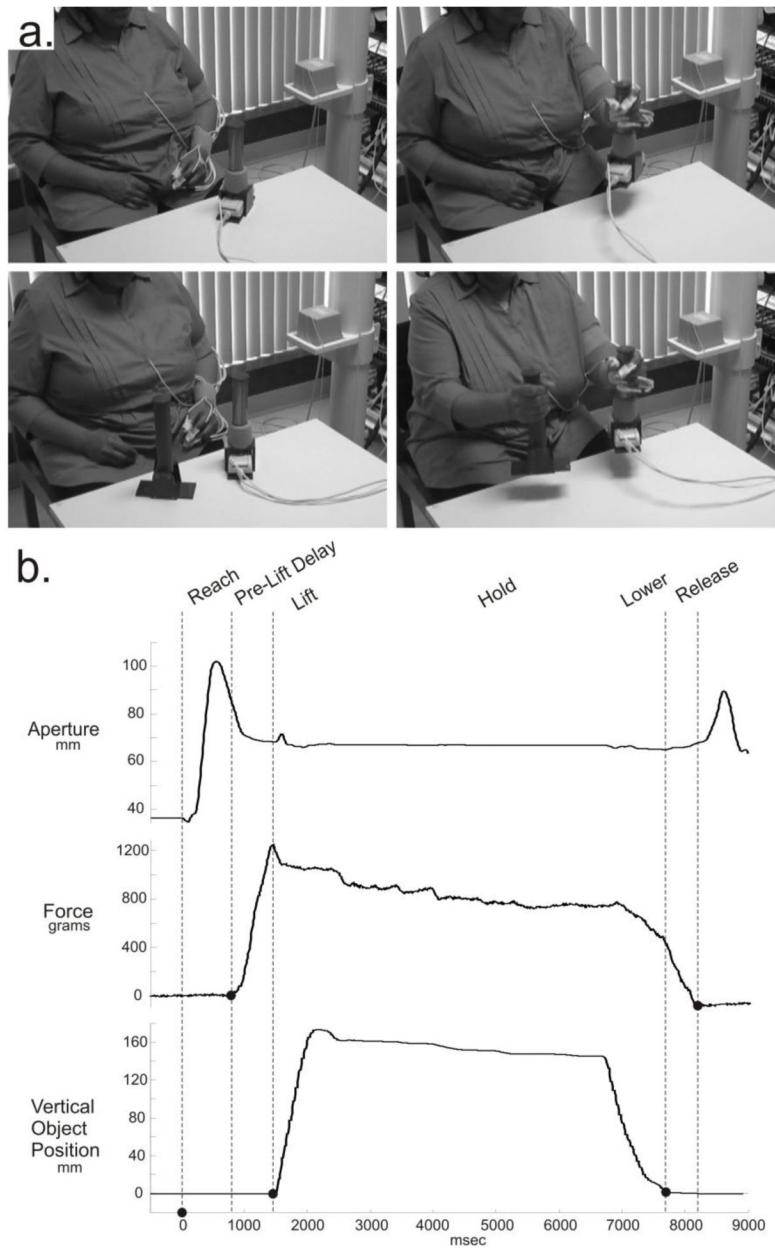 a.
b.
Reach
Pre-Lift Delay
Lift
Hold
Lower
Release
Aperture
mm
100
80
60
40
Force
grams
1200
800
400
0
Vertical
Object
Position
mm
160
120
80
40
0
0 1000 2000 3000 4000 5000 6000 7000 8000 9000
msec